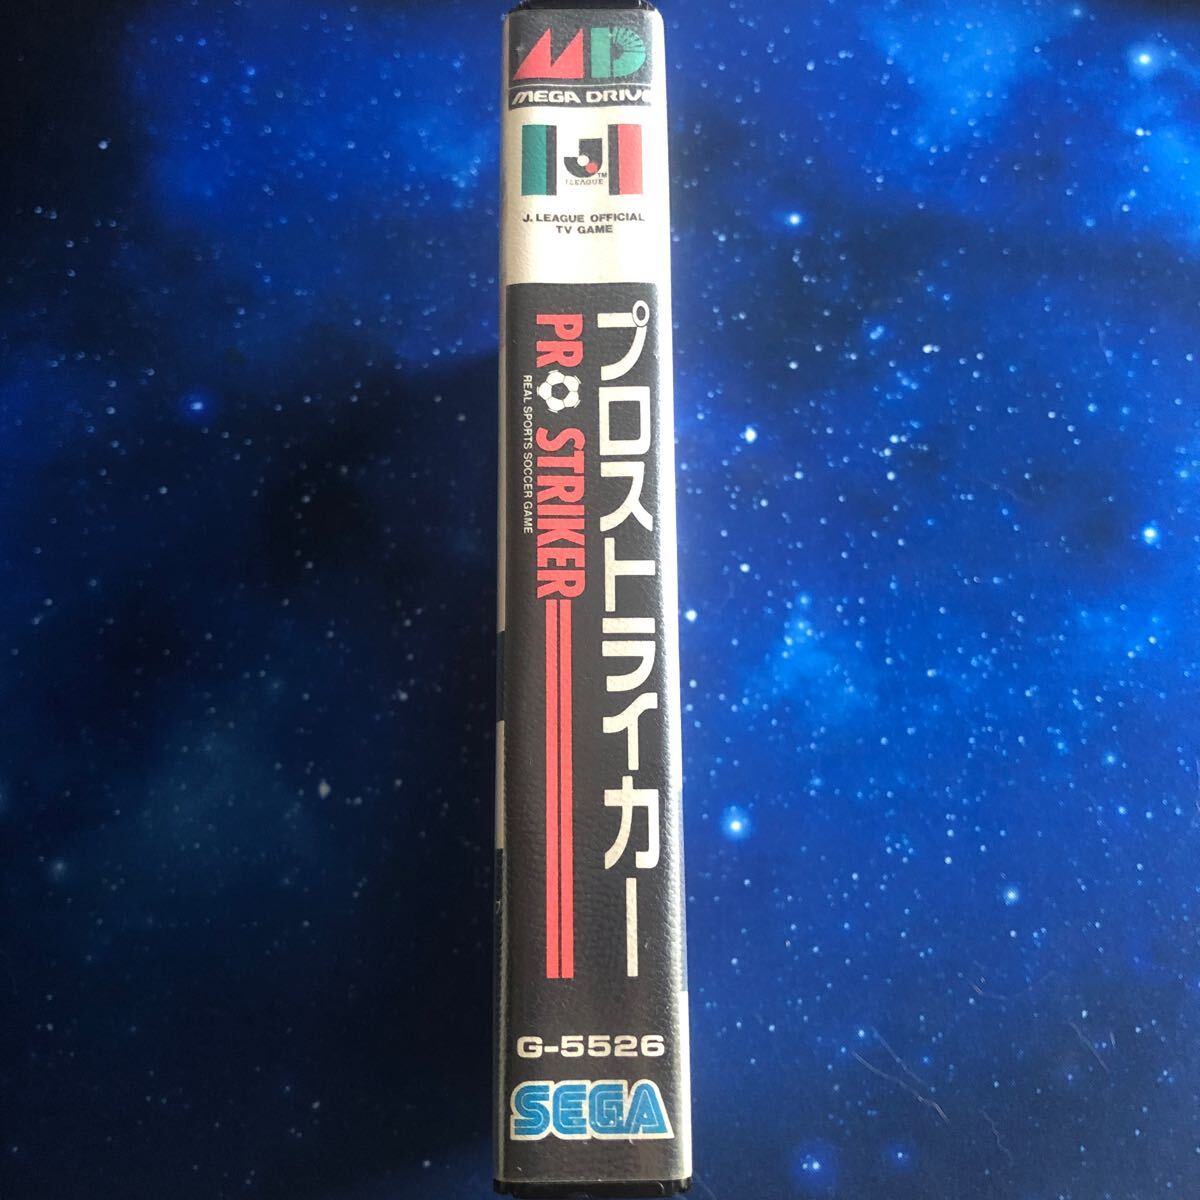 MD
MEGA DRIVE
J.LEAGUE TM
J. LEAGUE OFFICIAL
TV GAME
プロストライカー
PRO STRIKER
REAL SPORTS SOCCER GAME
G-5526
SEGA